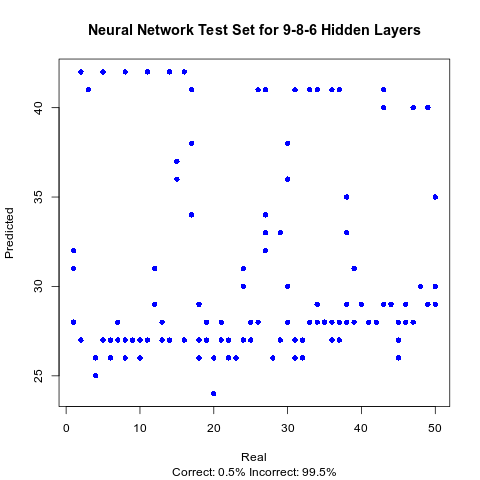 Neural Network Test Set for 9-8-6 Hidden Layers
Predicted
40
35
30
25
0 10 20 30 40 50
Real
Correct: 0.5% Incorrect: 99.5%